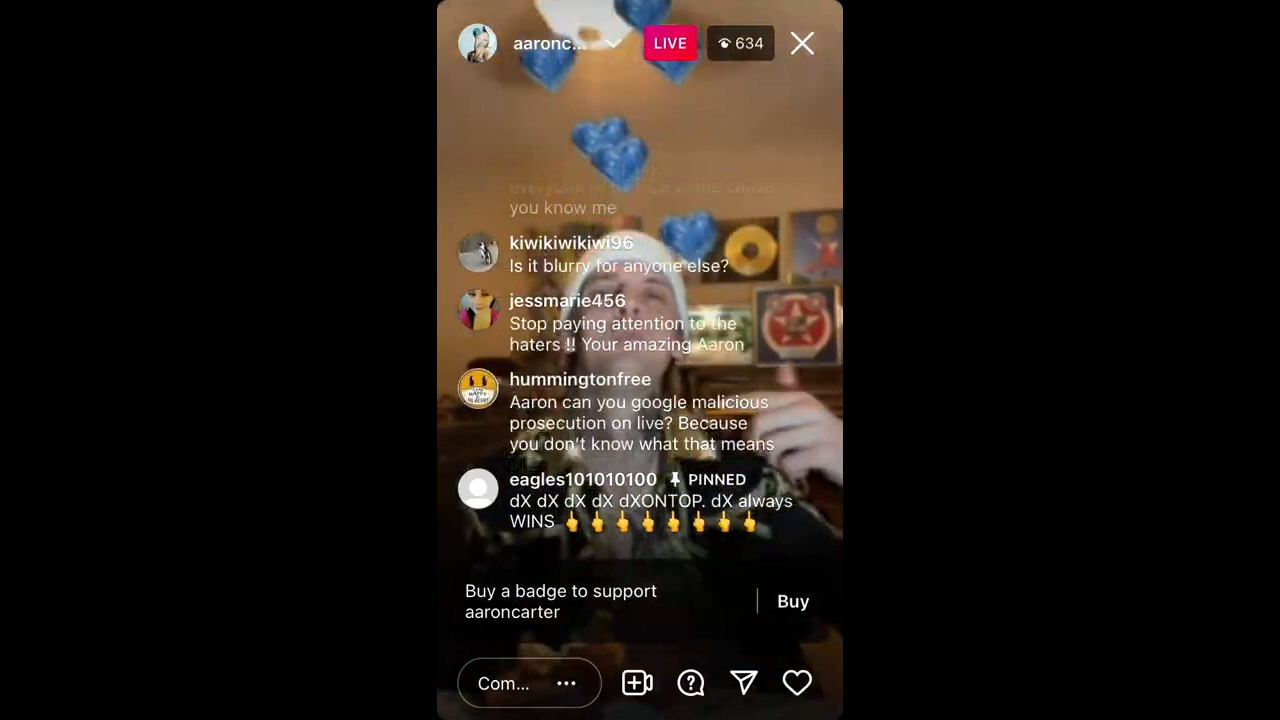 aaronc...
LIVE
634
you know me
kiwikiwikiwi96
Is it blurry for anyone else?
jessmarie456
Stop paying attention to the
haters !! Your amazing Aaron
hummingtonfree
Aaron can you google malicious
prosecution on live? Because
you don't know what that means
eagles101010100 PINNED
dX dX dX dX dXONTOP. dX always
WINS 🖕🖕🖕🖕🖕🖕🖕🖕
Buy a badge to support
aaroncarter
Buy
Com...